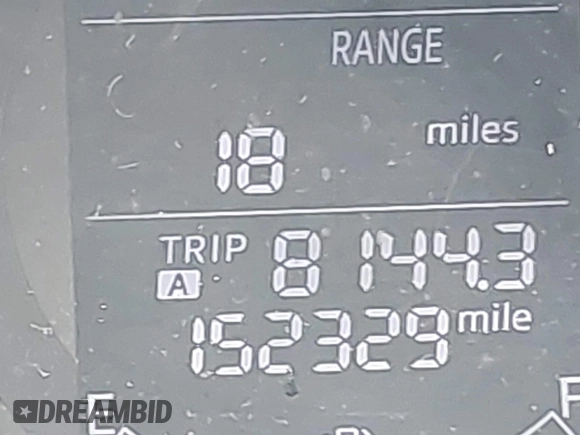 RANGE
miles
18
TRIP A 8144.3
152329 mile
E F
DREAMBID